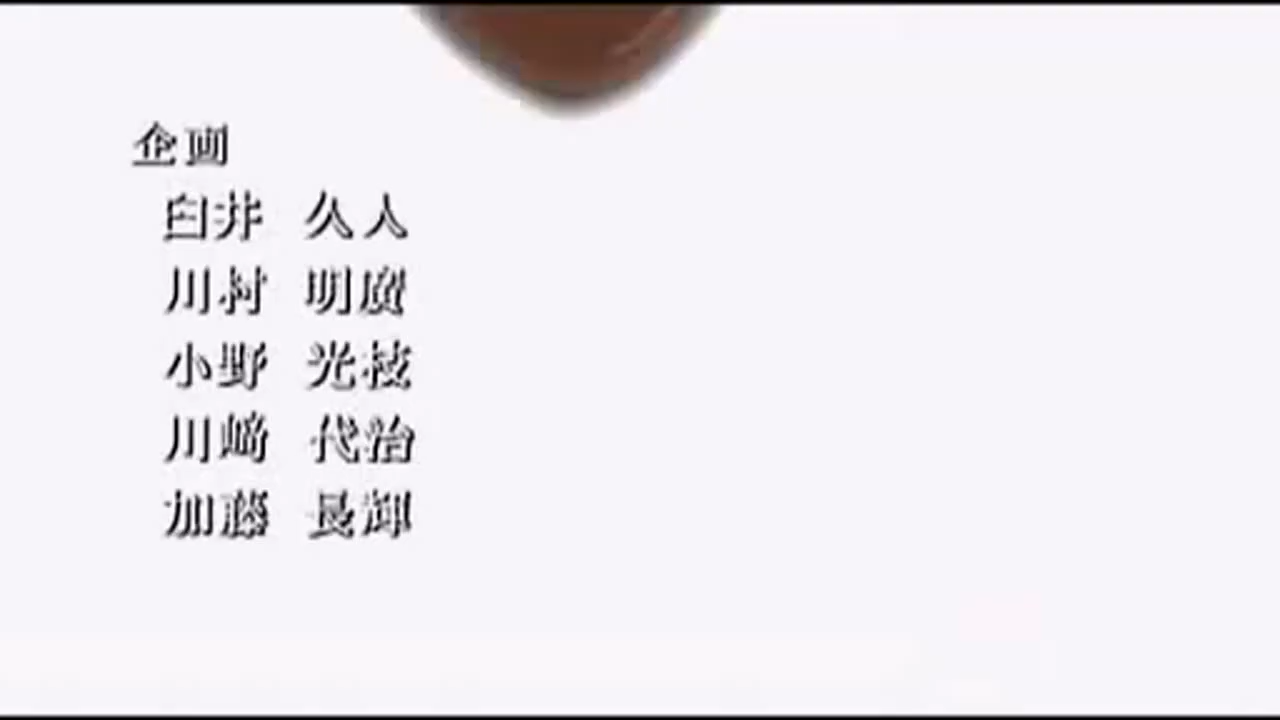 企画
臼井 久人
川村 明廣
小野 光枝
川﨑 代治
加藤 長輝